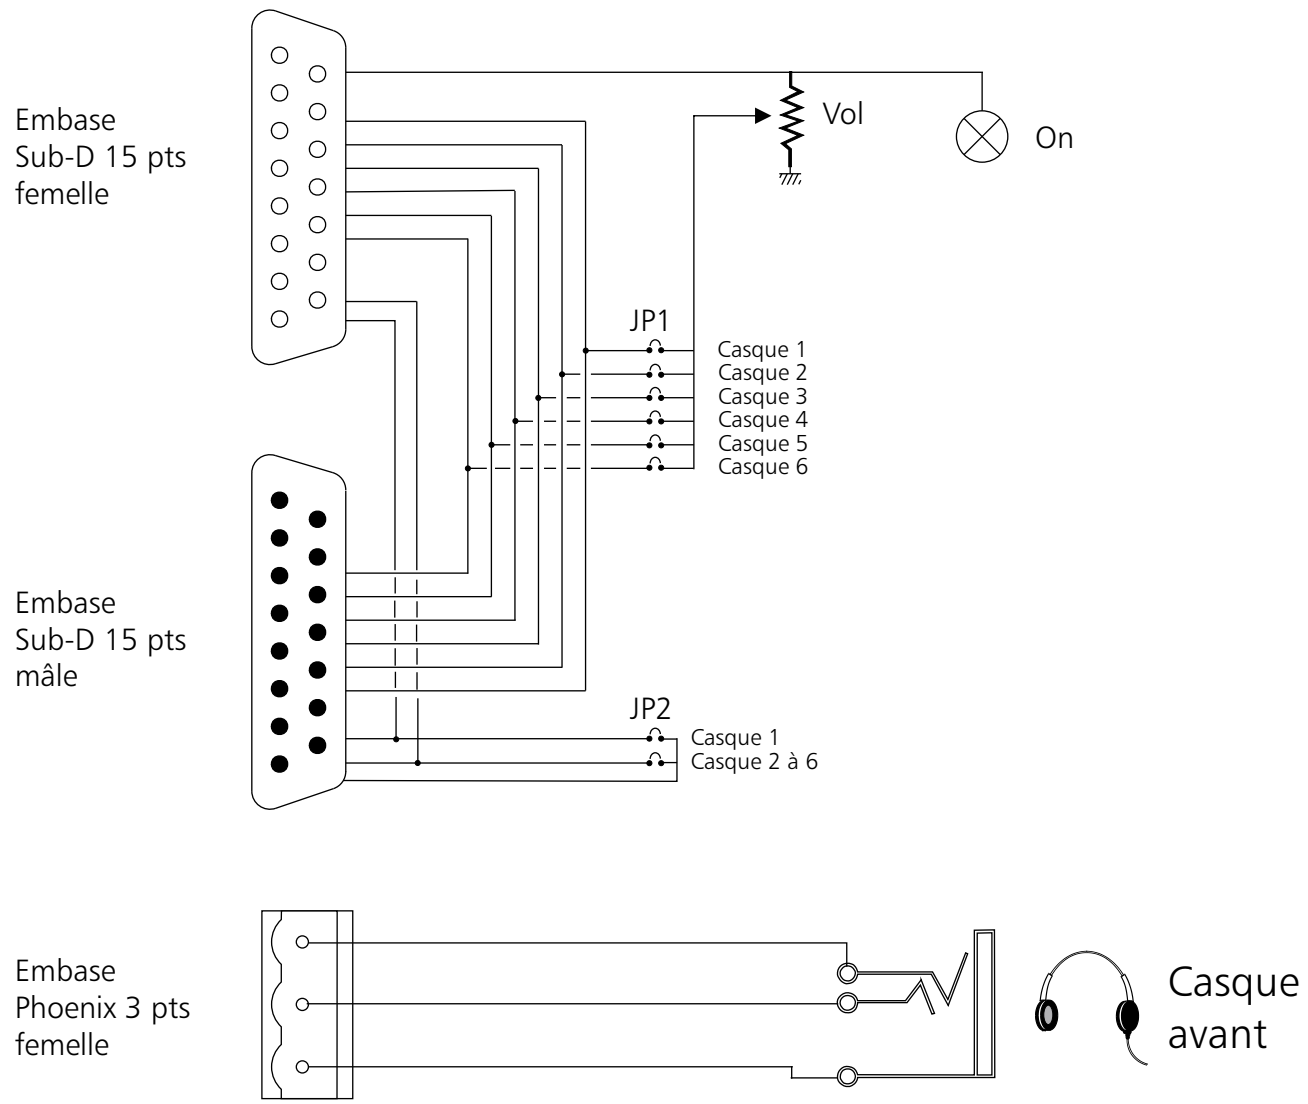 Embase
Sub-D 15 pts
femelle
Vol
On
JP1
Casque 1
Casque 2
Casque 3
Casque 4
Casque 5
Casque 6
Embase
Sub-D 15 pts
mâle
JP2
Casque 1
Casque 2 à 6
Embase
Phoenix 3 pts
femelle
Casque
avant